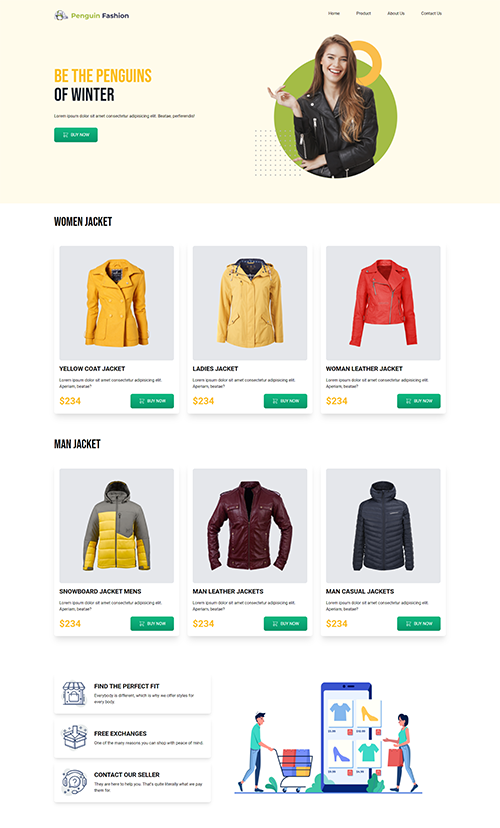 Penguin Fashion
Home Product About Us Contact Us
BE THE PENGUINS
OF WINTER
Lorem ipsum dolor sit amet consectetur adipisicing elit. Beatae, perferendis!
BUY NOW
WOMEN JACKET
YELLOW COAT JACKET
Lorem ipsum dolor sit amet consectetur adipisicing elit.
Aperiam, beatae?
$234
BUY NOW
LADIES JACKET
Lorem ipsum dolor sit amet consectetur adipisicing elit.
Aperiam, beatae?
$234
BUY NOW
WOMAN LEATHER JACKET
Lorem ipsum dolor sit amet consectetur adipisicing elit.
Aperiam, beatae?
$234
BUY NOW
MAN JACKET
SNOWBOARD JACKET MENS
Lorem ipsum dolor sit amet consectetur adipisicing elit.
Aperiam, beatae?
$234
BUY NOW
MAN LEATHER JACKETS
Lorem ipsum dolor sit amet consectetur adipisicing elit.
Aperiam, beatae?
$234
BUY NOW
MAN CASUAL JACKETS
Lorem ipsum dolor sit amet consectetur adipisicing elit.
Aperiam, beatae?
$234
BUY NOW
FIND THE PERFECT FIT
Everybody is different, which is why we offer styles for
every body.
FREE EXCHANGES
One of the many reasons you can shop with peace of mind.
CONTACT OUR SELLER
They are here to help you. That's quite literally what we pay
them for.